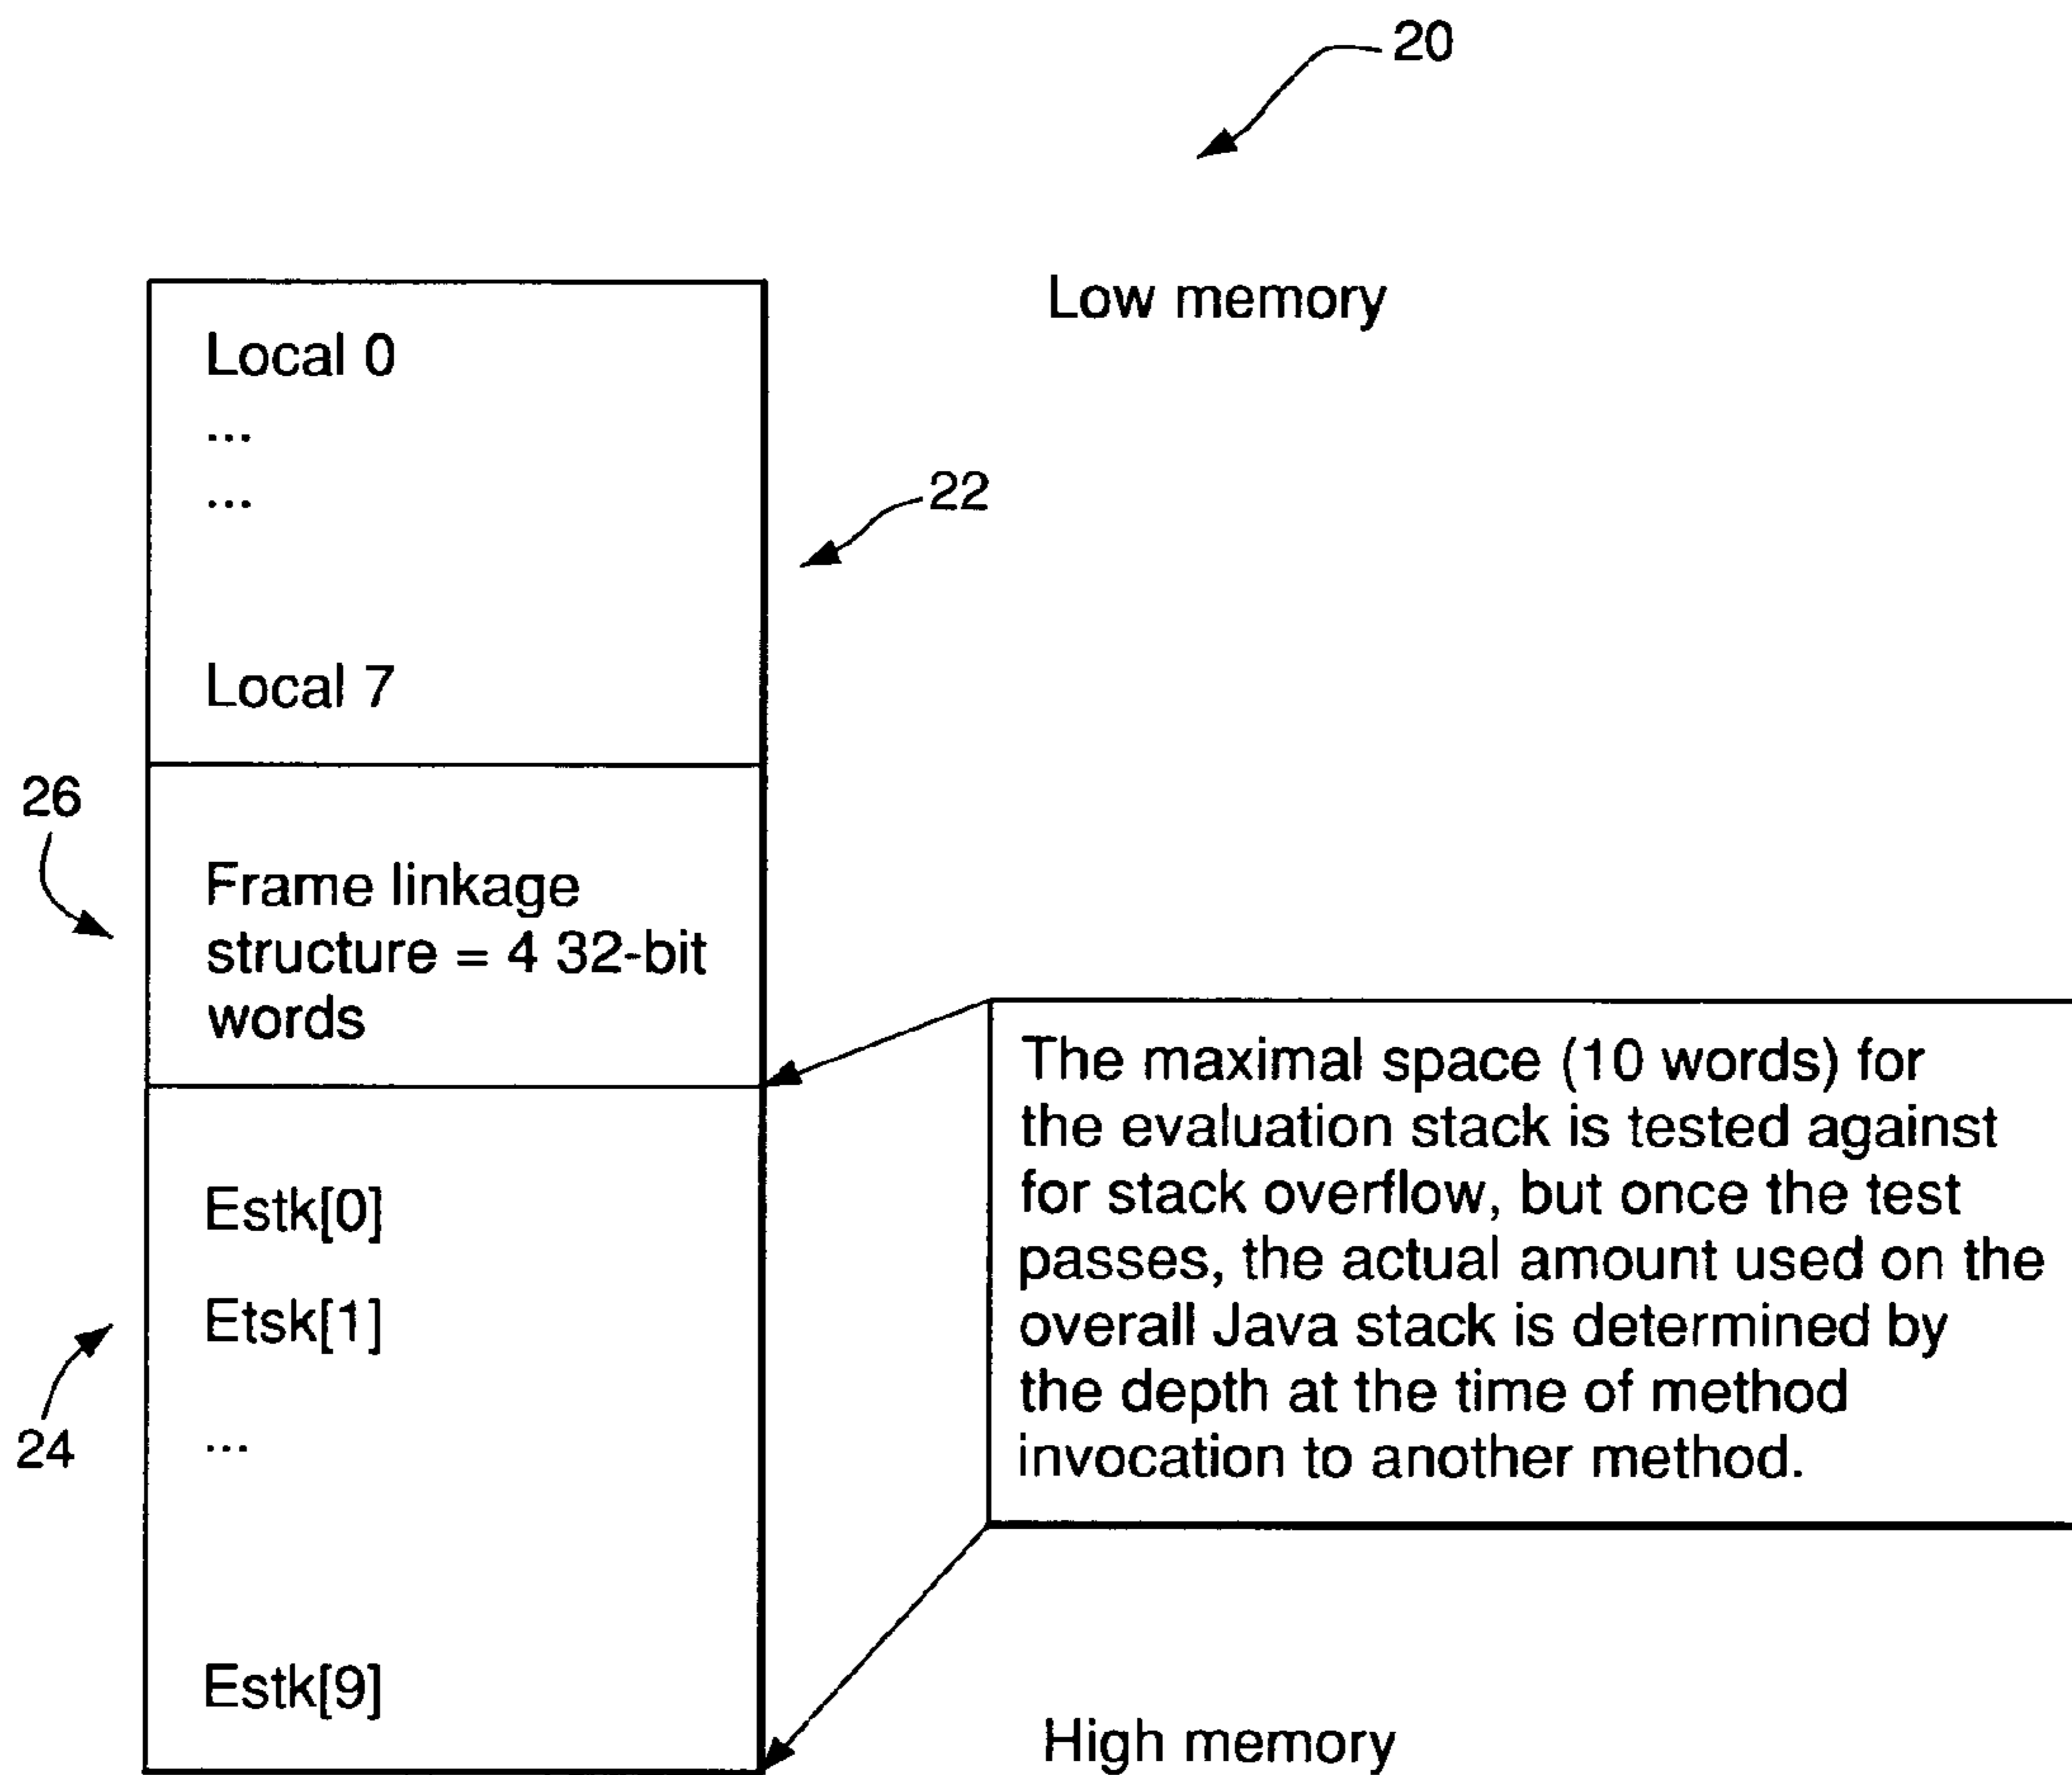 20
Low memory
Local 0
...
...
22
Local 7
26
Frame linkage
structure = 4 32-bit
words
The maximal space (10 words) for
the evaluation stack is tested against
for stack overflow, but once the test
passes, the actual amount used on the
overall Java stack is determined by
the depth at the time of method
invocation to another method.
Estk[0]
Etsk[1]
24
...
Estk[9]
High memory